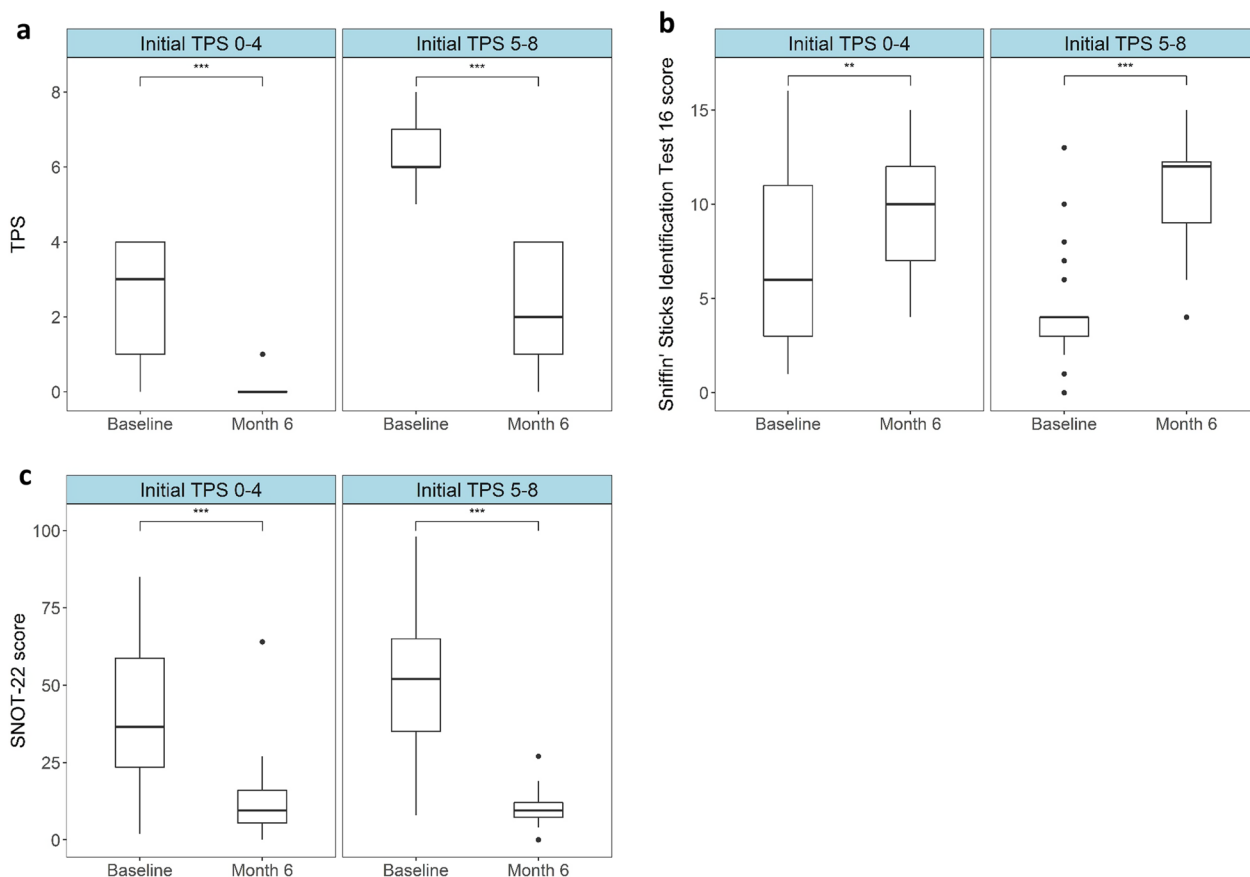 a
Initial TPS 0-4
Initial TPS 5-8
***
***
TPS
8
6
4
2
0
Baseline
Month 6
Baseline
Month 6
b
Initial TPS 0-4
Initial TPS 5-8
**
***
Sniffin' Sticks Identification Test 16 score
15
10
5
0
Baseline
Month 6
Baseline
Month 6
c
Initial TPS 0-4
Initial TPS 5-8
***
***
SNOT-22 score
100
75
50
25
0
Baseline
Month 6
Baseline
Month 6